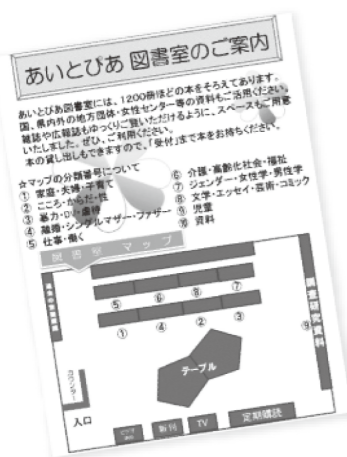 あいとぴあ 図書室のご案内
あいとぴあ図書室には、1200冊ほどの本をそろえてあります。
国、県内外の地方団体・女性センター等の資料もご活用ください。
雑誌や広報誌もゆっくりご覧いただけるように、スペースもご用意
いたしました。ぜひ、ご利用ください。
本の貸し出しもできますので、「受付」まで本をお持ちください。
☆マップの分類番号について
① 家庭・夫婦・子育て
② こころ・からだ・性
③ 暴力・DV・虐待
④ 離婚・シングルマザー・ファザー
⑤ 仕事・働く
⑥ 介護・高齢化社会・福祉
⑦ ジェンダー・女性学・男性学
⑧ 文学・エッセイ・芸術・コミック
⑨ 児童
⑩ 資料
図書室 マップ
⑤ ⑥ ⑧ ⑦
① ④ ② ③
⑨
調査研究資料
テーブル
カウンター
入口
新刊
TV
定期購読